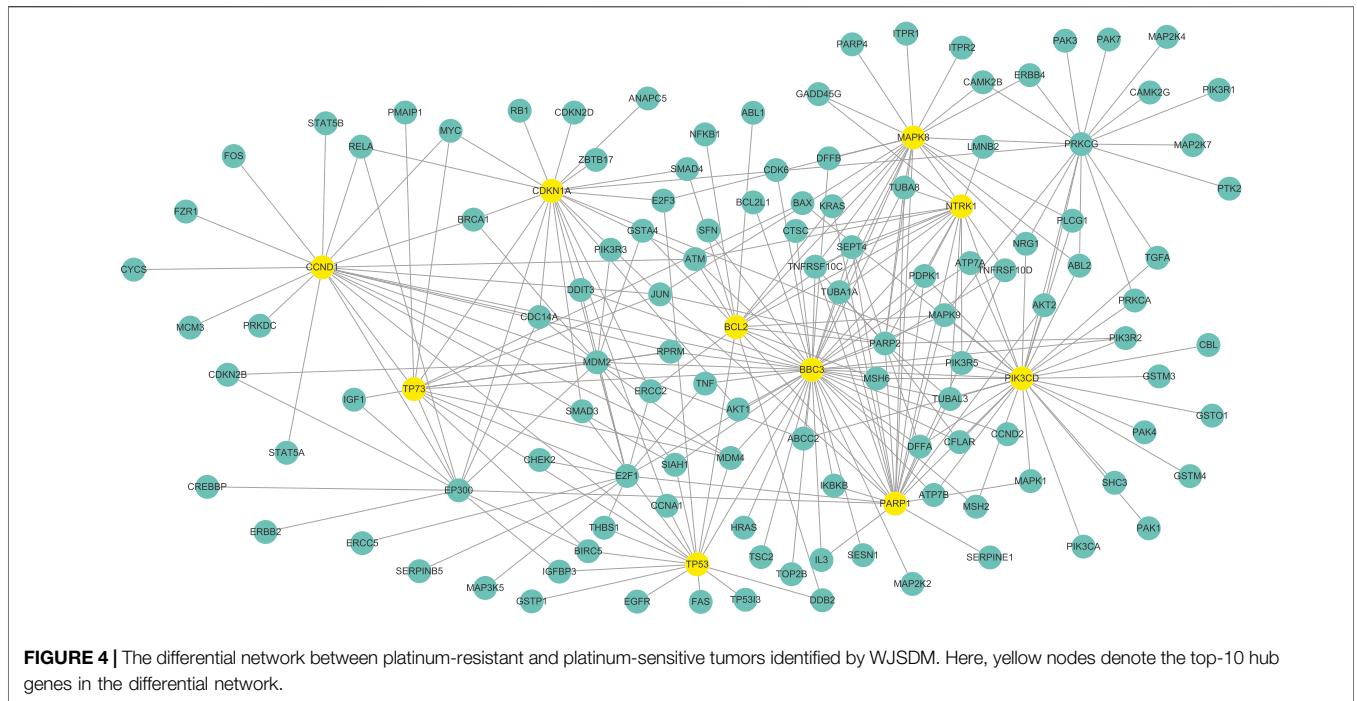 ITPR1
PARP4
ITPR2
PAK3
PAK7
MAP2K4
ERBB4
CAMK2B
CAMK2G
PIK3R1
GADD45G
ANAPC5
RB1
CDKN2D
PMAIP1
ABL1
STAT5B
MYC
NFKB1
MAPK8
PRKCG
RELA
LMNB2
MAP2K7
FOS
ZBTB17
SMAD4
CDK6
DFFB
CDKN1A
TUBA8
PTK2
E2F3
BCL2L1
BAX
KRAS
NTRK1
FZR1
BRCA1
GSTA4
SFN
CTSC
PLCG1
PIK3R3
SEPT4
NRG1
CCND1
ATM
TNFRSF10C
ATP7A
TNFRSF10D
ABL2
TGFA
CYCS
PDPK1
DDIT3
JUN
TUBA1A
AKT2
PRKCA
MCM3
PRKDC
CDC14A
BCL2
MAPK9
PIK3R2
CBL
RPRM
PARP2
MDM2
CDKN2B
BBC3
PIK3R5
TP73
TNF
MSH6
PIK3CD
GSTM3
IGF1
ERCC2
TUBAL3
SMAD3
AKT1
GSTO1
PAK4
ABCC2
CCND2
STAT5A
DFFA
CFLAR
CHEK2
SIAH1
MDM4
CREBBP
EP300
E2F1
IKBKB
MAPK1
SHC3
GSTM4
CCNA1
PARP1
ATP7B
MSH2
ERBB2
THBS1
HRAS
PAK1
ERCC5
BIRC5
TSC2
IL3
SESN1
SERPINE1
PIK3CA
SERPINB5
IGFBP3
TP53
TOP2B
MAP2K2
MAP3K5
GSTP1
EGFR
FAS
TP53I3
DDB2
FIGURE 4 | The differential network between platinum-resistant and platinum-sensitive tumors identified by WJSDM. Here, yellow nodes denote the top-10 hub
genes in the differential network.